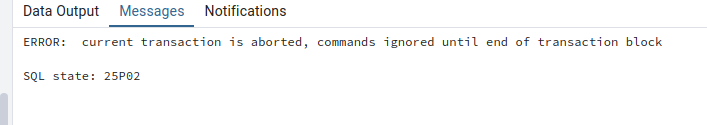 Data Output Messages Notifications
ERROR:  current transaction is aborted, commands ignored until end of transaction block
SQL state: 25P02